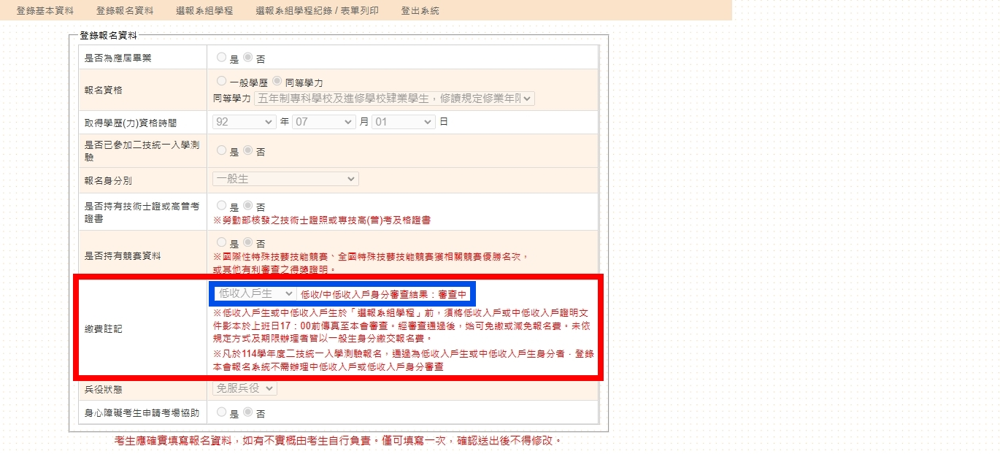 登錄基本資料 登錄報名資料 選報系組學程 選報系組學程紀錄 / 表單列印 登出系統
登錄報名資料
是否為應屆畢業 是 否
報名資格 一般學歷 同等學力
同等學力 五年制專科學校及進修學校肄業學生，修讀規定修業年限
取得學歷(力)資格時間 92 年 07 月 01 日
是否已參加二技統一入學測
驗 是 否
報名身分別 一般生
是否持有技術士證或高普考
證書 是 否
※勞動部核發之技術士證照或專技高(普)考及格證書
是否持有競賽資料 是 否
※國際性特殊技藝技能競賽、全國特殊技藝技能競賽獲相關競賽優勝名次，
或其他有利審查之得獎證明。
繳費註記 低收入戶生 低收/中低收入戶身分審查結果：審查中
※低收入戶生或中低收入戶生於「選報系組學程」前，須將低收入戶或中低收入戶證明文
件影本於上班日17：00前傳真至本會審查。經審查通過後，始可免繳或減免報名費。未依
規定方式及期限辦理者皆以一般生身分繳交報名費。
※凡於114學年度二技統一入學測驗報名，通過為低收入戶生或中低收入戶生身分者．登錄
本會報名系統不需辦理中低收入戶或低收入戶身分審查
兵役狀態 免服兵役
身心障礙考生申請考場協助 是 否
考生應確實填寫報名資料，如有不實概由考生自行負責。僅可填寫一次，確認送出後不得修改。